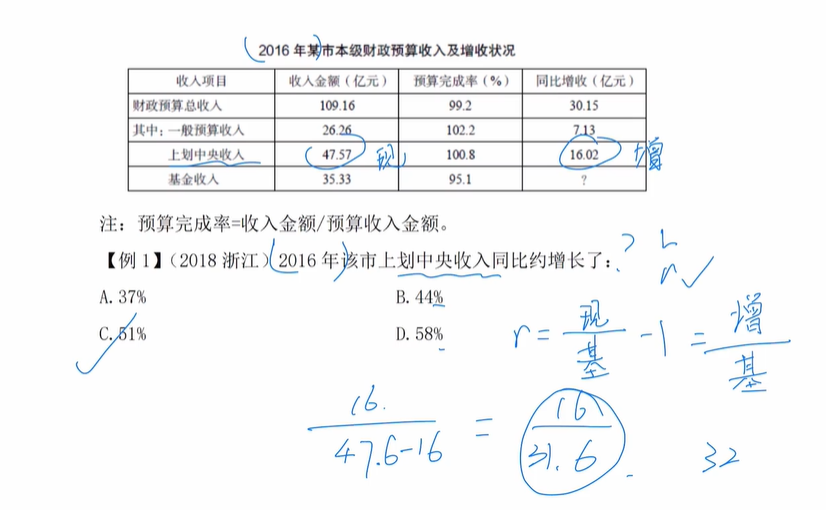 2016 年某市本级财政预算收入及增收状况
收入项目 收入金额（亿元） 预算完成率（%） 同比增收（亿元）
财政预算总收入 109.16 99.2 30.15
其中：一般预算收入 26.26 102.2 7.13
上划中央收入 47.57 现 100.8 16.02 增
基金收入 35.33 95.1 ?
注：预算完成率=收入金额/预算收入金额。
【例 1】（2018 浙江）2016 年该市上划中央收入同比约增长了：
? r
A. 37% B. 44%
C. 51% D. 58%
r = 现/基 - 1 = 增/基
16/47.6-16 = 16/31.6
32